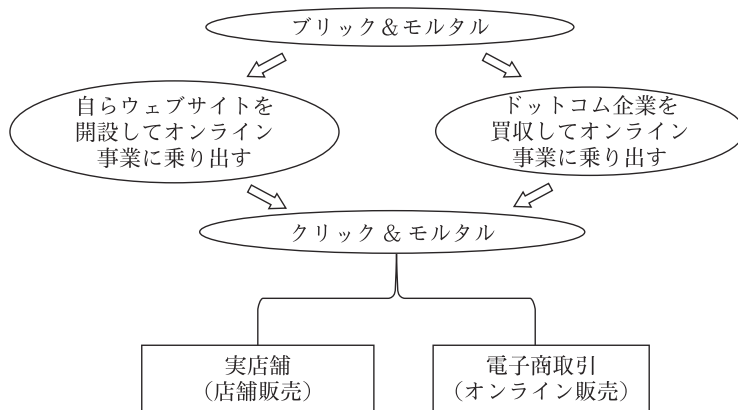 ブリック＆モルタル
自らウェブサイトを
開設してオンライン
事業に乗り出す
ドットコム企業を
買収してオンライン
事業に乗り出す
クリック & モルタル
実店舗
（店舗販売）
電子商取引
（オンライン販売）